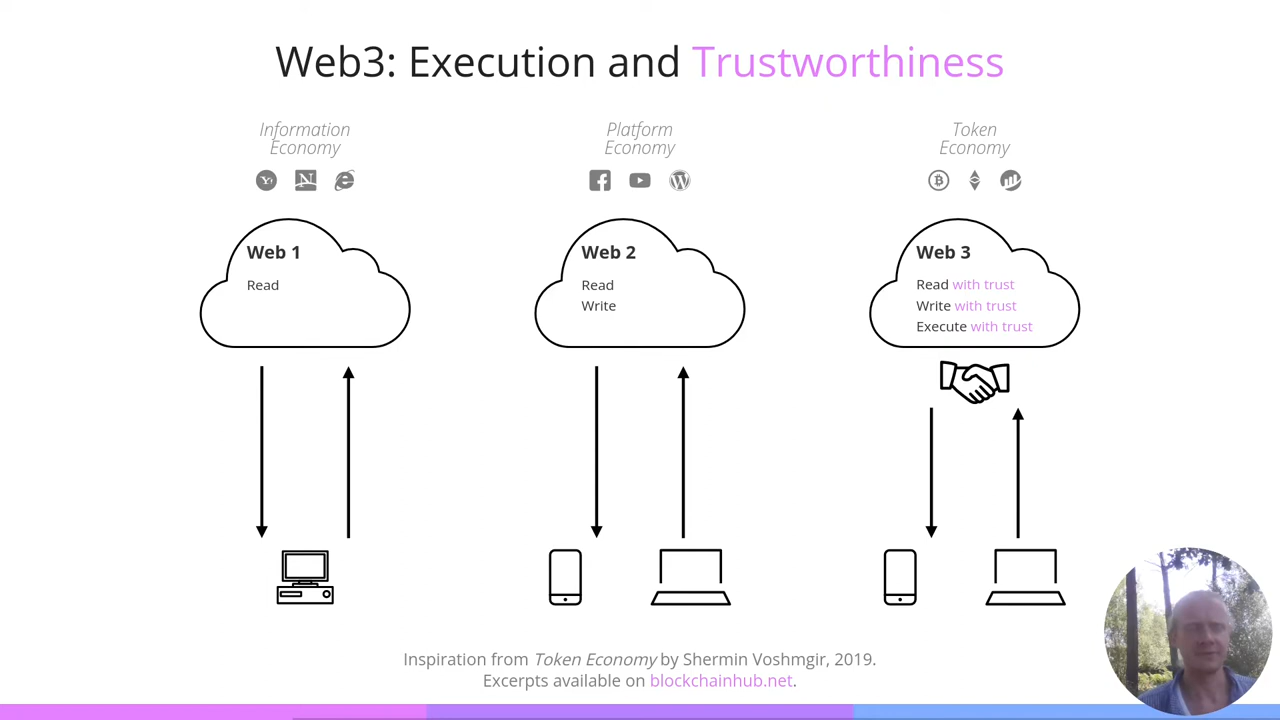 Web3: Execution and Trustworthiness
Information
Economy
Platform
Economy
Token
Economy
Web 1
Read
Web 2
Read
Write
Web 3
Read with trust
Write with trust
Execute with trust
Inspiration from Token Economy by Shermin Voshmgir, 2019.
Excerpts available on blockchainhub.net.